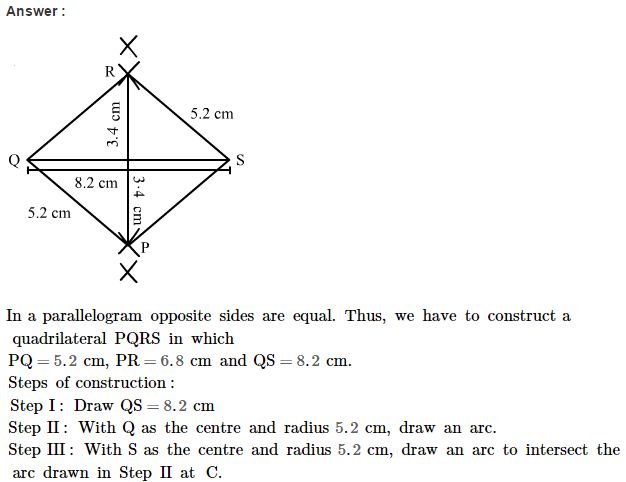 Answer :
R
3.4 cm
5.2 cm
Q
S
8.2 cm
3.4 cm
5.2 cm
P
In a parallelogram opposite sides are equal. Thus, we have to construct a
quadrilateral PQRS in which
PQ = 5.2 cm, PR = 6.8 cm and QS = 8.2 cm.
Steps of construction :
Step I : Draw QS = 8.2 cm
Step II : With Q as the centre and radius 5.2 cm, draw an arc.
Step III : With S as the centre and radius 5.2 cm, draw an arc to intersect the
arc drawn in Step II at C.